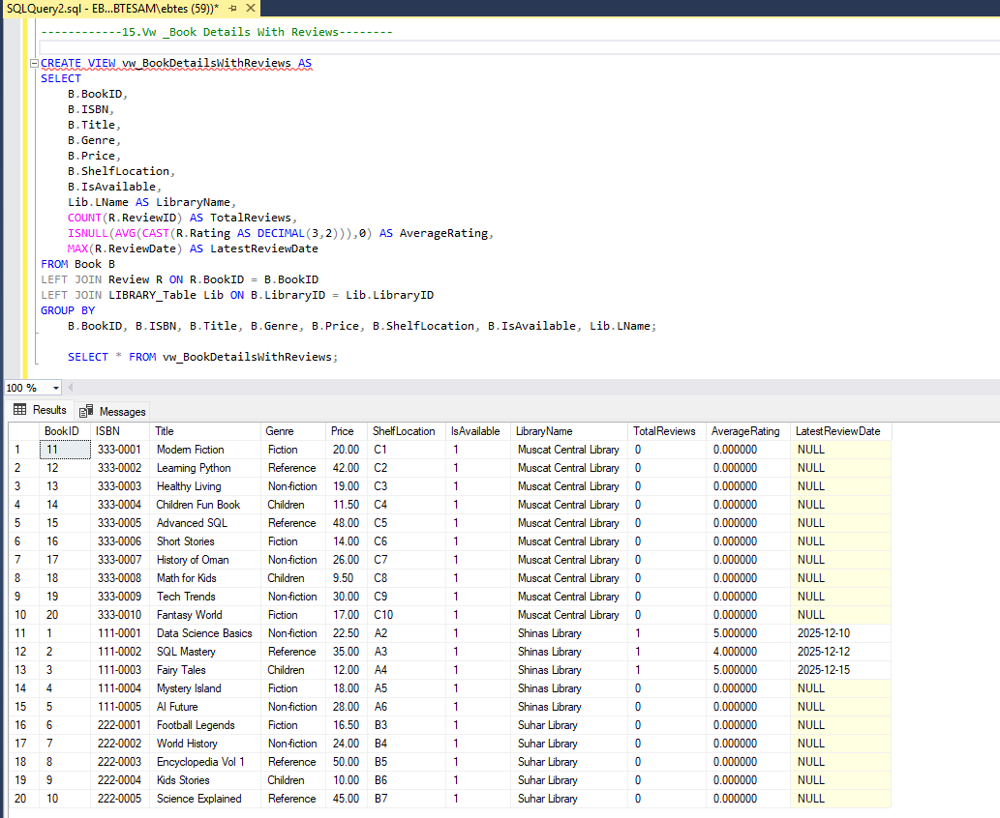 SQLQuery2.sql - EB...BTESAM\ebtes (59))*
------------15.Vw _Book Details With Reviews--------
CREATE VIEW vw_BookDetailsWithReviews AS
SELECT
B.BookID,
B.ISBN,
B.Title,
B.Genre,
B.Price,
B.ShelfLocation,
B.IsAvailable,
Lib.LName AS LibraryName,
COUNT(R.ReviewID) AS TotalReviews,
ISNULL(AVG(CAST(R.Rating AS DECIMAL(3,2))),0) AS AverageRating,
MAX(R.ReviewDate) AS LatestReviewDate
FROM Book B
LEFT JOIN Review R ON R.BookID = B.BookID
LEFT JOIN LIBRARY_Table Lib ON B.LibraryID = Lib.LibraryID
GROUP BY
B.BookID, B.ISBN, B.Title, B.Genre, B.Price, B.ShelfLocation, B.IsAvailable, Lib.LName;
SELECT * FROM vw_BookDetailsWithReviews;
100 %
Results Messages
BookID ISBN Title Genre Price ShelfLocation IsAvailable LibraryName TotalReviews AverageRating LatestReviewDate
1 11 333-0001 Modern Fiction Fiction 20.00 C1 1 Muscat Central Library 0 0.000000 NULL
2 12 333-0002 Learning Python Reference 42.00 C2 1 Muscat Central Library 0 0.000000 NULL
3 13 333-0003 Healthy Living Non-fiction 19.00 C3 1 Muscat Central Library 0 0.000000 NULL
4 14 333-0004 Children Fun Book Children 11.50 C4 1 Muscat Central Library 0 0.000000 NULL
5 15 333-0005 Advanced SQL Reference 48.00 C5 1 Muscat Central Library 0 0.000000 NULL
6 16 333-0006 Short Stories Fiction 14.00 C6 1 Muscat Central Library 0 0.000000 NULL
7 17 333-0007 History of Oman Non-fiction 26.00 C7 1 Muscat Central Library 0 0.000000 NULL
8 18 333-0008 Math for Kids Children 9.50 C8 1 Muscat Central Library 0 0.000000 NULL
9 19 333-0009 Tech Trends Non-fiction 30.00 C9 1 Muscat Central Library 0 0.000000 NULL
10 20 333-0010 Fantasy World Fiction 17.00 C10 1 Muscat Central Library 0 0.000000 NULL
11 1 111-0001 Data Science Basics Non-fiction 22.50 A2 1 Shinas Library 1 5.000000 2025-12-10
12 2 111-0002 SQL Mastery Reference 35.00 A3 1 Shinas Library 1 4.000000 2025-12-12
13 3 111-0003 Fairy Tales Children 12.00 A4 1 Shinas Library 1 5.000000 2025-12-15
14 4 111-0004 Mystery Island Fiction 18.00 A5 1 Shinas Library 0 0.000000 NULL
15 5 111-0005 AI Future Non-fiction 28.00 A6 1 Shinas Library 0 0.000000 NULL
16 6 222-0001 Football Legends Fiction 16.50 B3 1 Suhar Library 0 0.000000 NULL
17 7 222-0002 World History Non-fiction 24.00 B4 1 Suhar Library 0 0.000000 NULL
18 8 222-0003 Encyclopedia Vol 1 Reference 50.00 B5 1 Suhar Library 0 0.000000 NULL
19 9 222-0004 Kids Stories Children 10.00 B6 1 Suhar Library 0 0.000000 NULL
20 10 222-0005 Science Explained Reference 45.00 B7 1 Suhar Library 0 0.000000 NULL